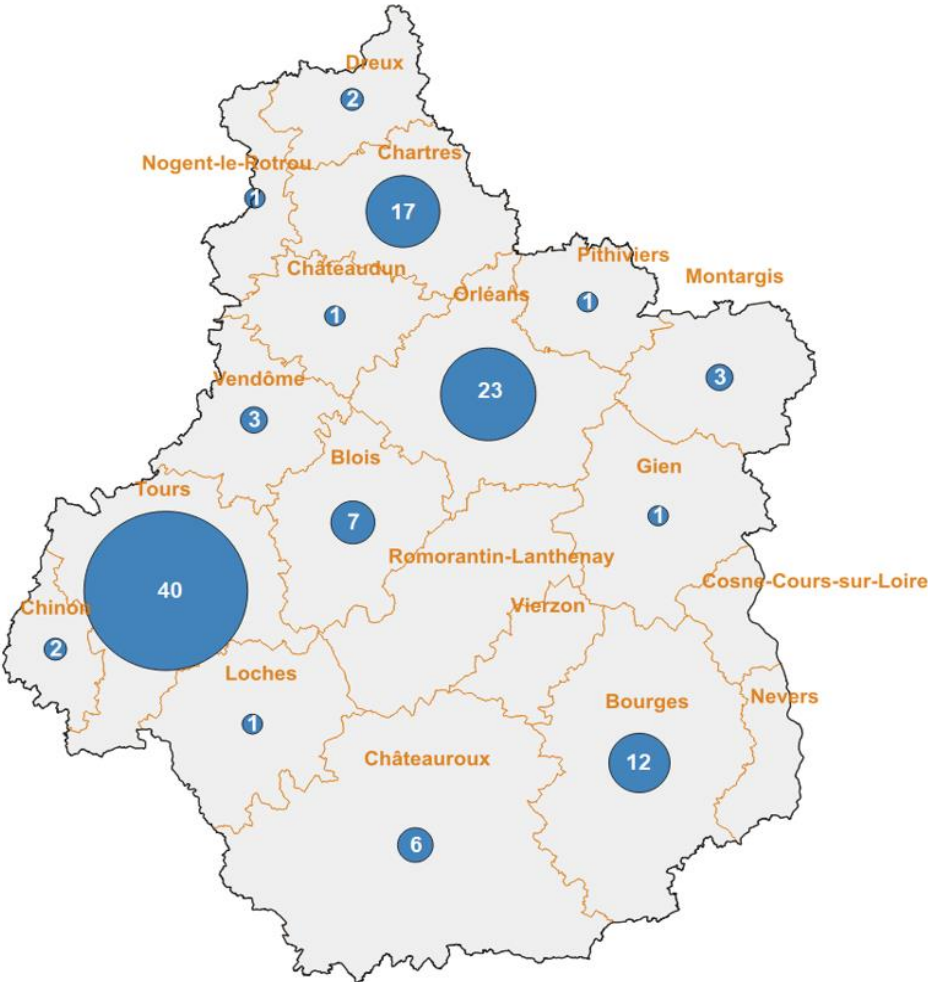 Dreux
2
Chartres
Nogent-le-Rotrou
1
17
Pithiviers
Châteaudun
Montargis
Orléans
1
1
Vendôme
3
23
3
Blois
Gien
Tours
7
1
Romorantin-Lanthenay
Cosne-Cours-sur-Loire
40
Vierzon
Chinon
2
Loches
Nevers
Bourges
1
Châteauroux
12
6